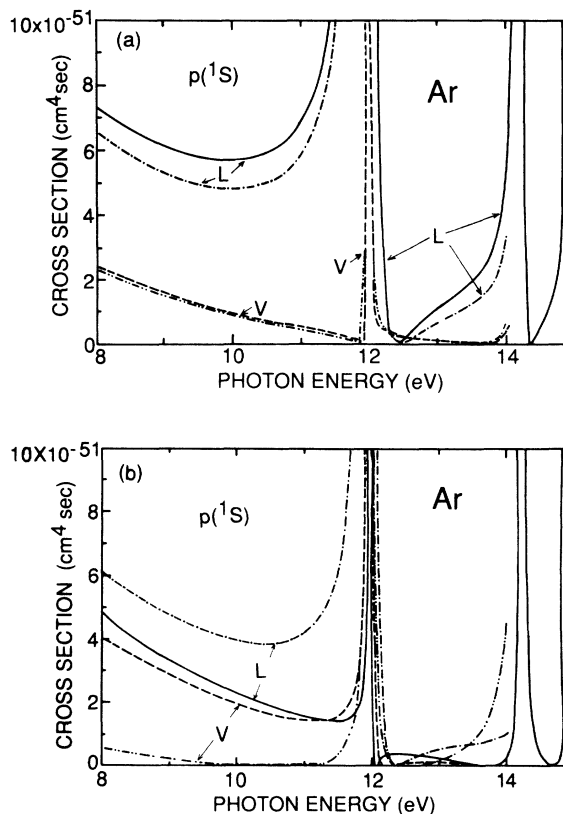 10x10-51
(a)
p(1S)
Ar
8
6
4
2
0
L
L
V
V
CROSS SECTION (cm4 sec)
8 10 12 14
PHOTON ENERGY (eV)
10X10-51
(b)
p(1S)
Ar
8
6
4
2
0
L
V
CROSS SECTION (cm4 sec)
8 10 12 14
PHOTON ENERGY (eV)